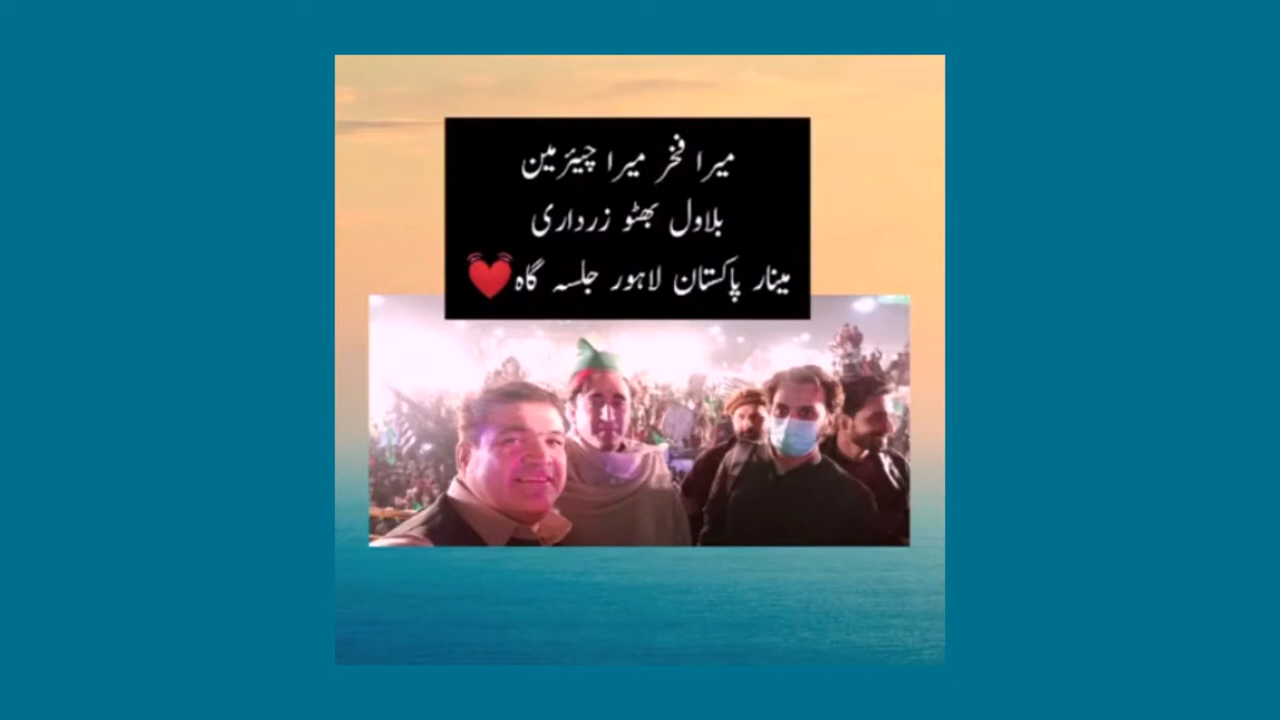 میرا فخر میرا چیئرمین
بلاول بھٹو زرداری
مینار پاکستان لاہور جلسہ گاہ💓